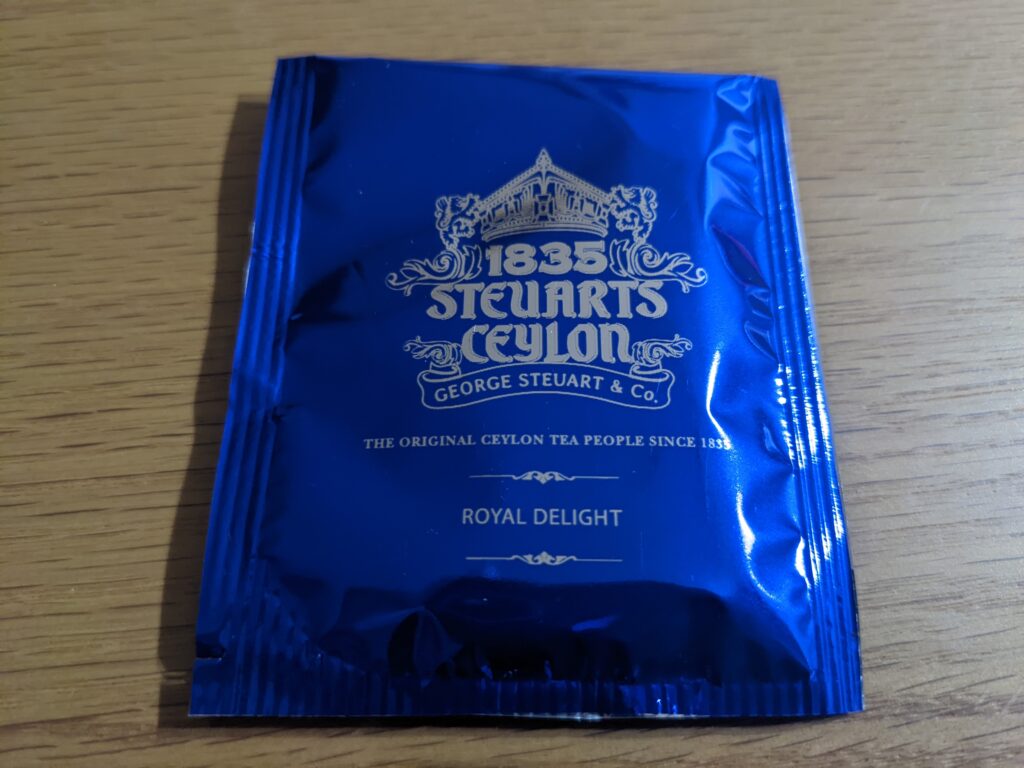 1835
STEUARTS
CEYLON
GEORGE STEUART & Co.
THE ORIGINAL CEYLON TEA PEOPLE SINCE 1835
ROYAL DELIGHT